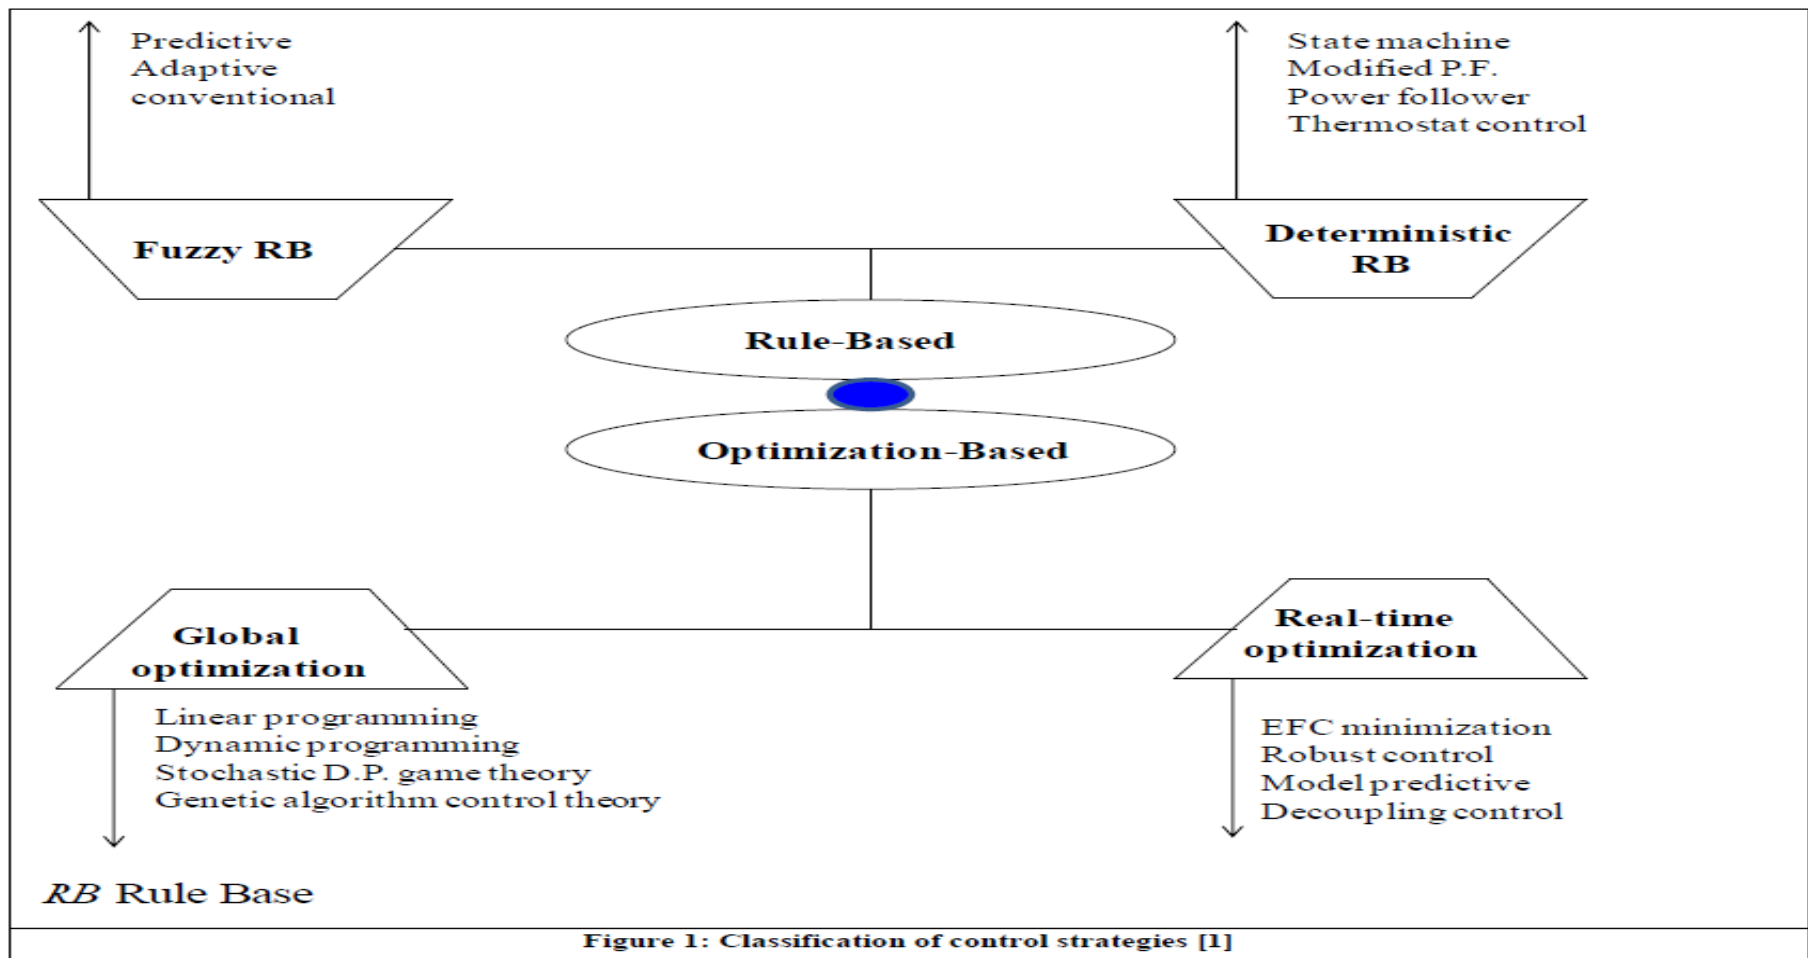 Predictive
Adaptive
conventional
State machine
Modified P.F.
Power follower
Thermostat control
Fuzzy RB
Deterministic
RB
Rule-Based
Optimization-Based
Global
optimization
Real-time
optimization
Linear programming
Dynamic programming
Stochastic D.P. game theory
Genetic algorithm control theory
EFC minimization
Robust control
Model predictive
Decoupling control
RB Rule Base
Figure 1: Classification of control strategies [1]